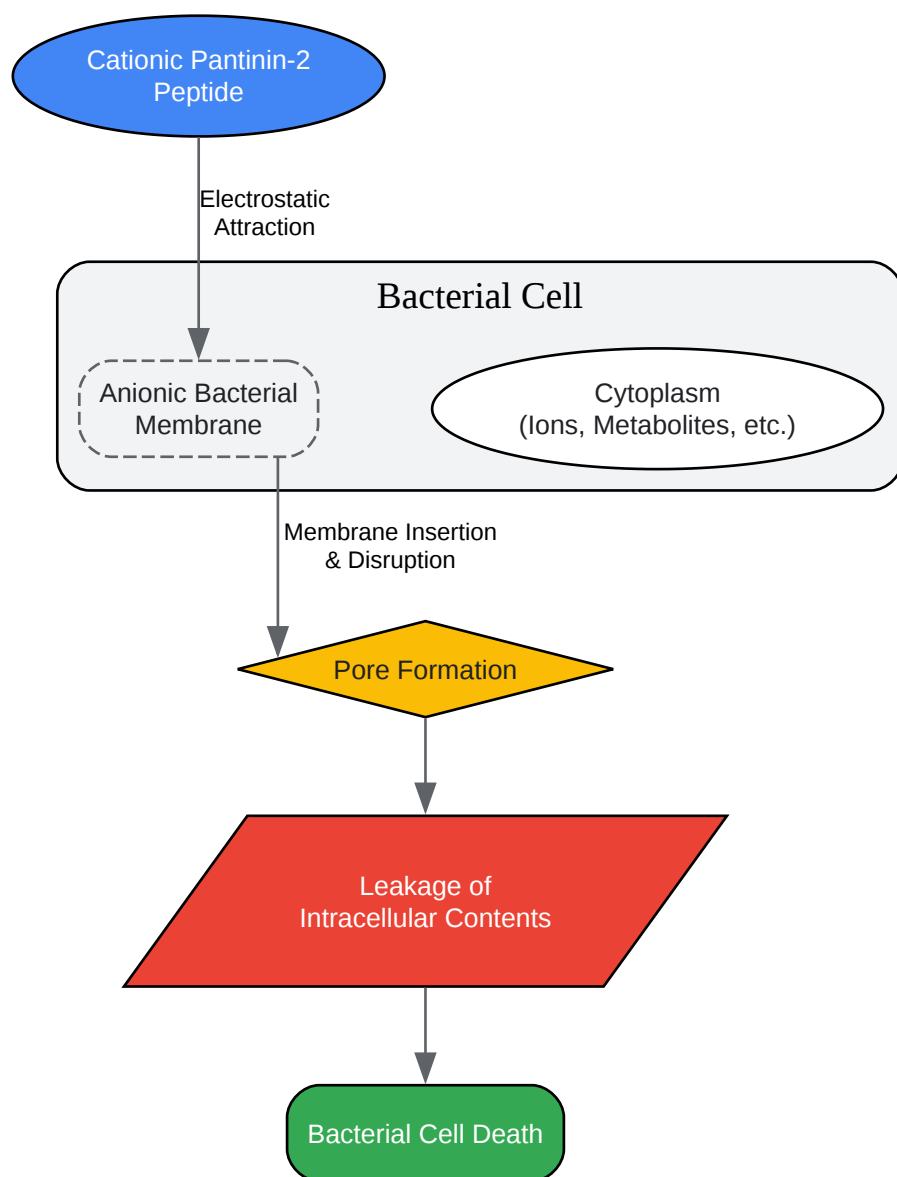 Cationic Pantinin-2
Peptide
Electrostatic
Attraction
Bacterial Cell
Anionic Bacterial
Membrane
Cytoplasm
(Ions, Metabolites, etc.)
Membrane Insertion
& Disruption
Pore Formation
Leakage of
Intracellular Contents
Bacterial Cell Death